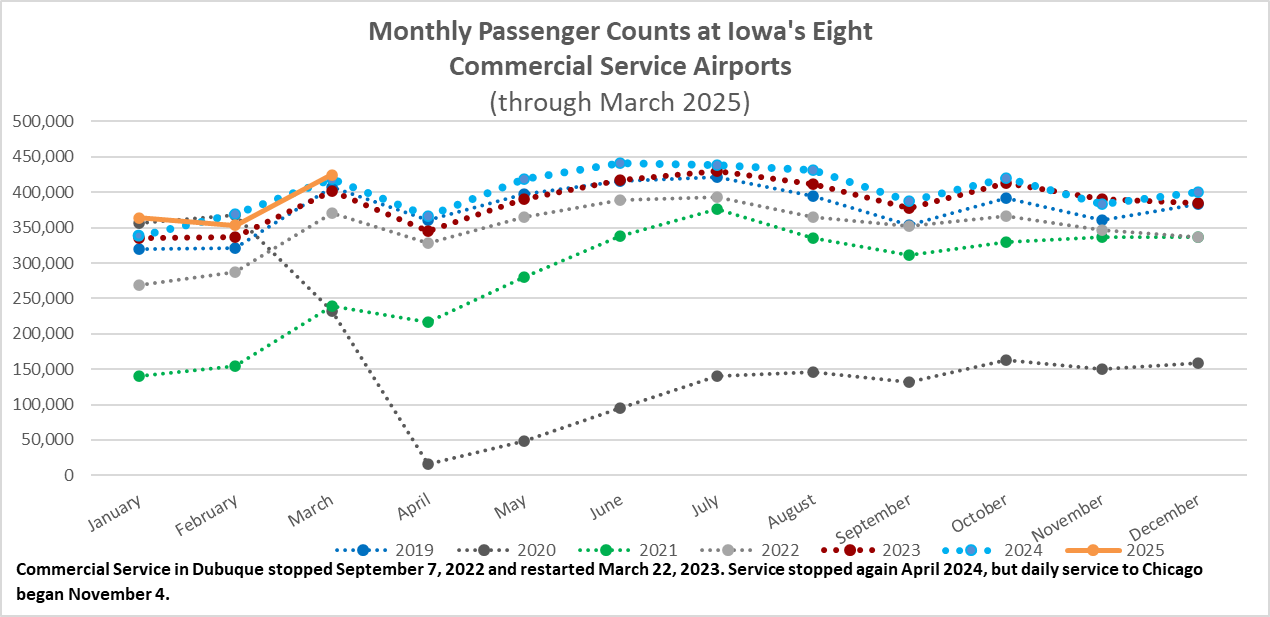 Monthly Passenger Counts at Iowa's Eight
Commercial Service Airports
(through March 2025)
500,000
450,000
400,000
350,000
300,000
250,000
200,000
150,000
100,000
50,000
0
January
February
March
April
May
June
July
August
September
October
November
December
2019
2020
2021
2022
2023
2024
2025
Commercial Service in Dubuque stopped September 7, 2022 and restarted March 22, 2023. Service stopped again April 2024, but daily service to Chicago
began November 4.